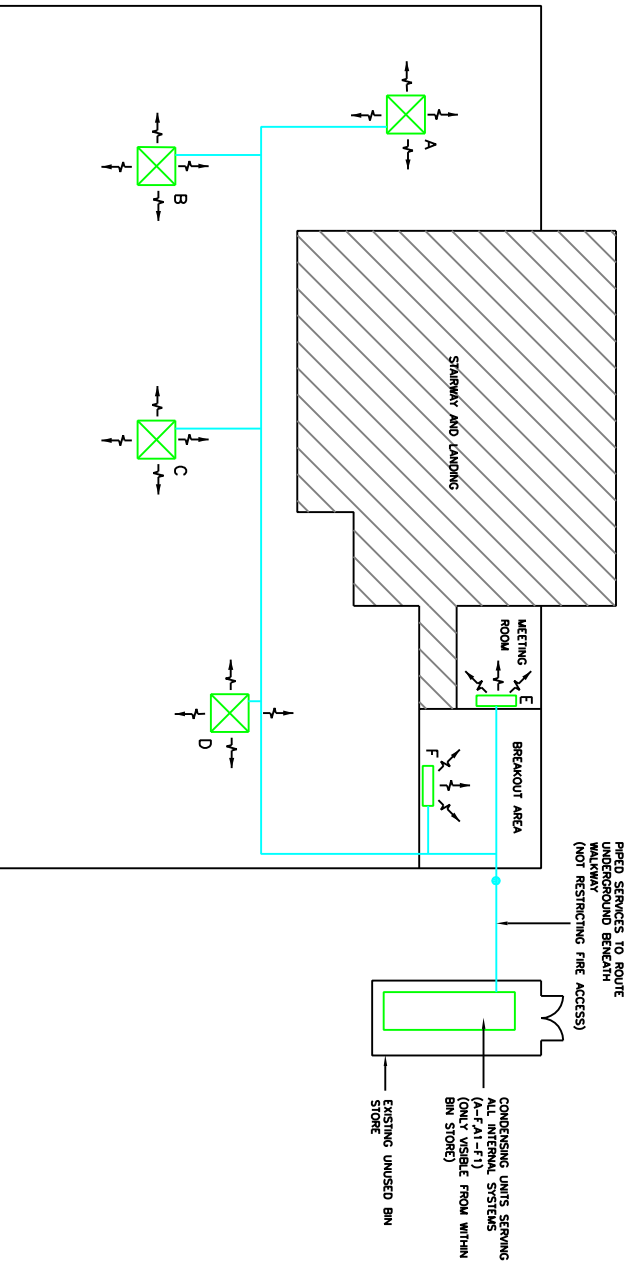 A
B
C
D
E
F
STAIRWAY AND LANDING
MEETING
ROOM
BREAKOUT AREA
PIPED SERVICES TO ROUTE
UNDERGROUND BENEATH
WALKWAY
(NOT RESTRICTING FIRE ACCESS)
CONDENSING UNITS SERVING
ALL INTERNAL SYSTEMS
(A-F,A1-F1)
(ONLY VISIBLE FROM WITHIN
BIN STORE)
EXISTING UNUSED BIN
STORE